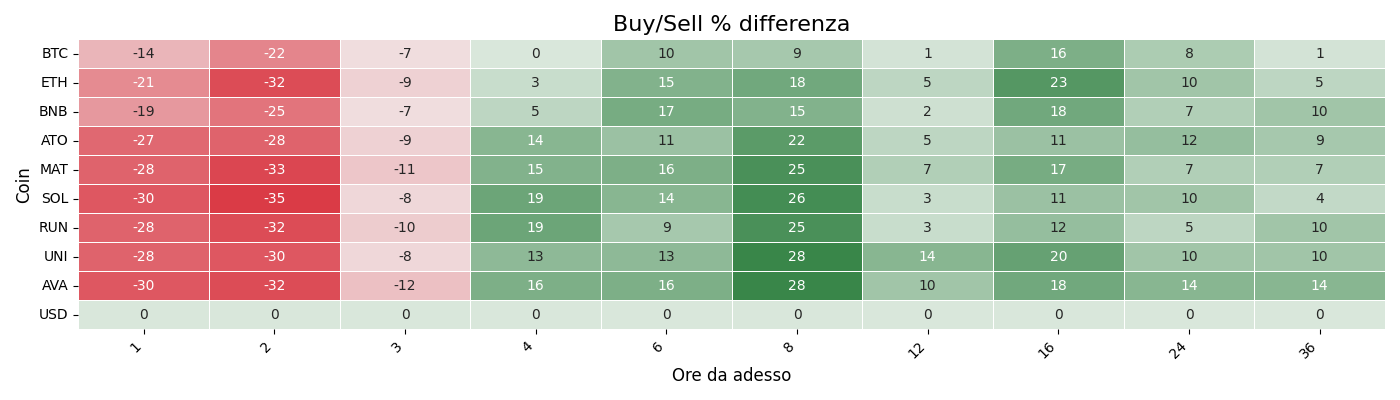 Buy/Sell % differenza
Coin
BTC -14 -22 -7 0 10 9 1 16 8 1
ETH -21 -32 -9 3 15 18 5 23 10 5
BNB -19 -25 -7 5 17 15 2 18 7 10
ATO -27 -28 -9 14 11 22 5 11 12 9
MAT -28 -33 -11 15 16 25 7 17 7 7
SOL -30 -35 -8 19 14 26 3 11 10 4
RUN -28 -32 -10 19 9 25 3 12 5 10
UNI -28 -30 -8 13 13 28 14 20 10 10
AVA -30 -32 -12 16 16 28 10 18 14 14
USD 0 0 0 0 0 0 0 0 0 0
1 2 3 4 6 8 12 16 24 36
Ore da adesso